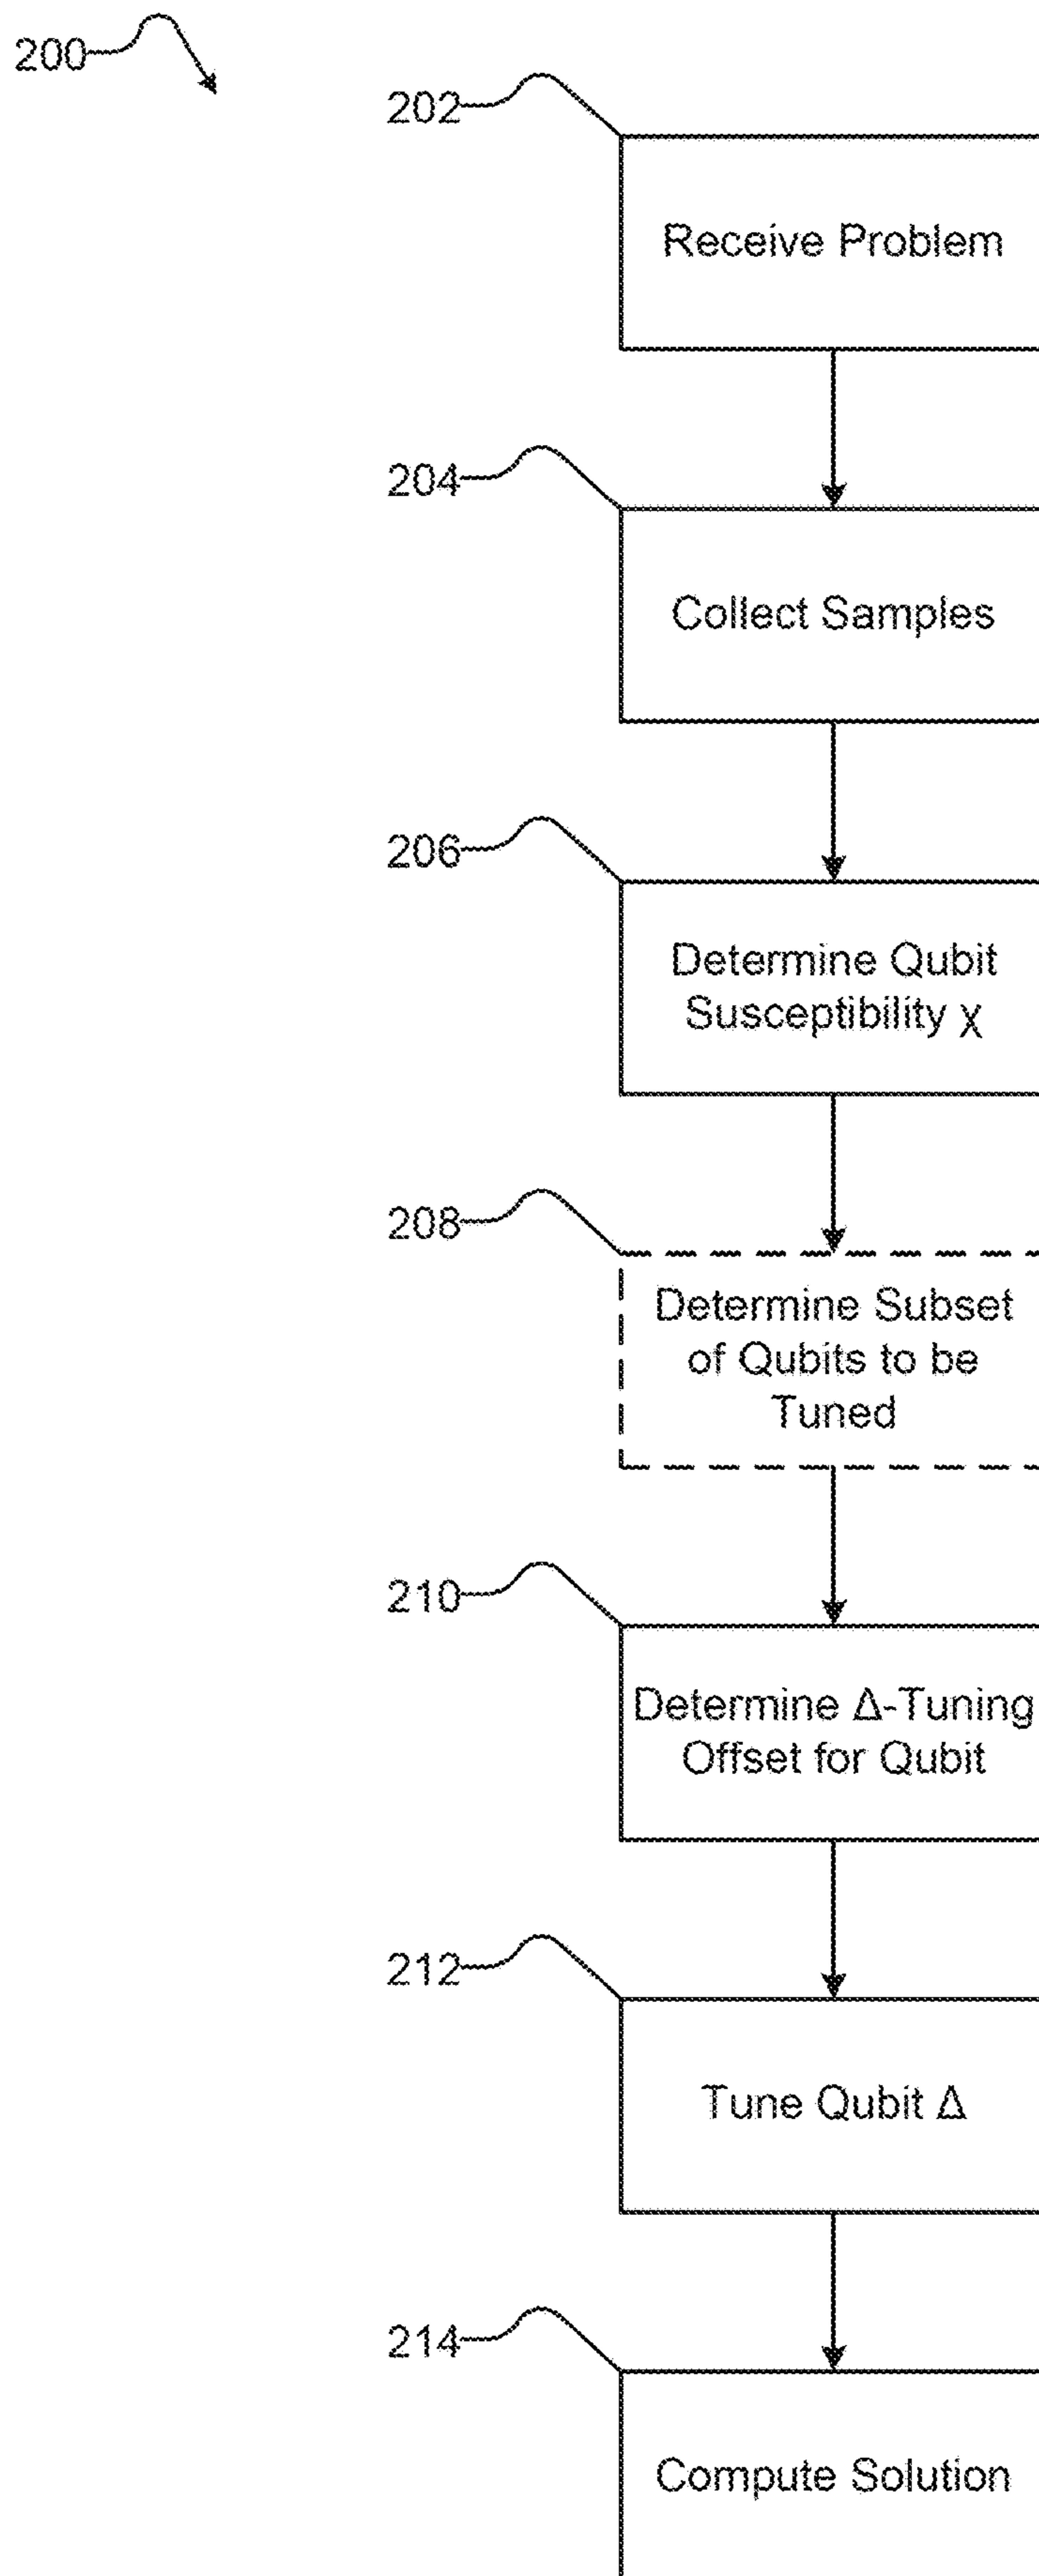 200
202
Receive Problem
204
Collect Samples
206
Determine Qubit
Susceptibility χ
208
Determine Subset
of Qubits to be
Tuned
210
Determine Δ-Tuning
Offset for Qubit
212
Tune Qubit Δ
214
Compute Solution